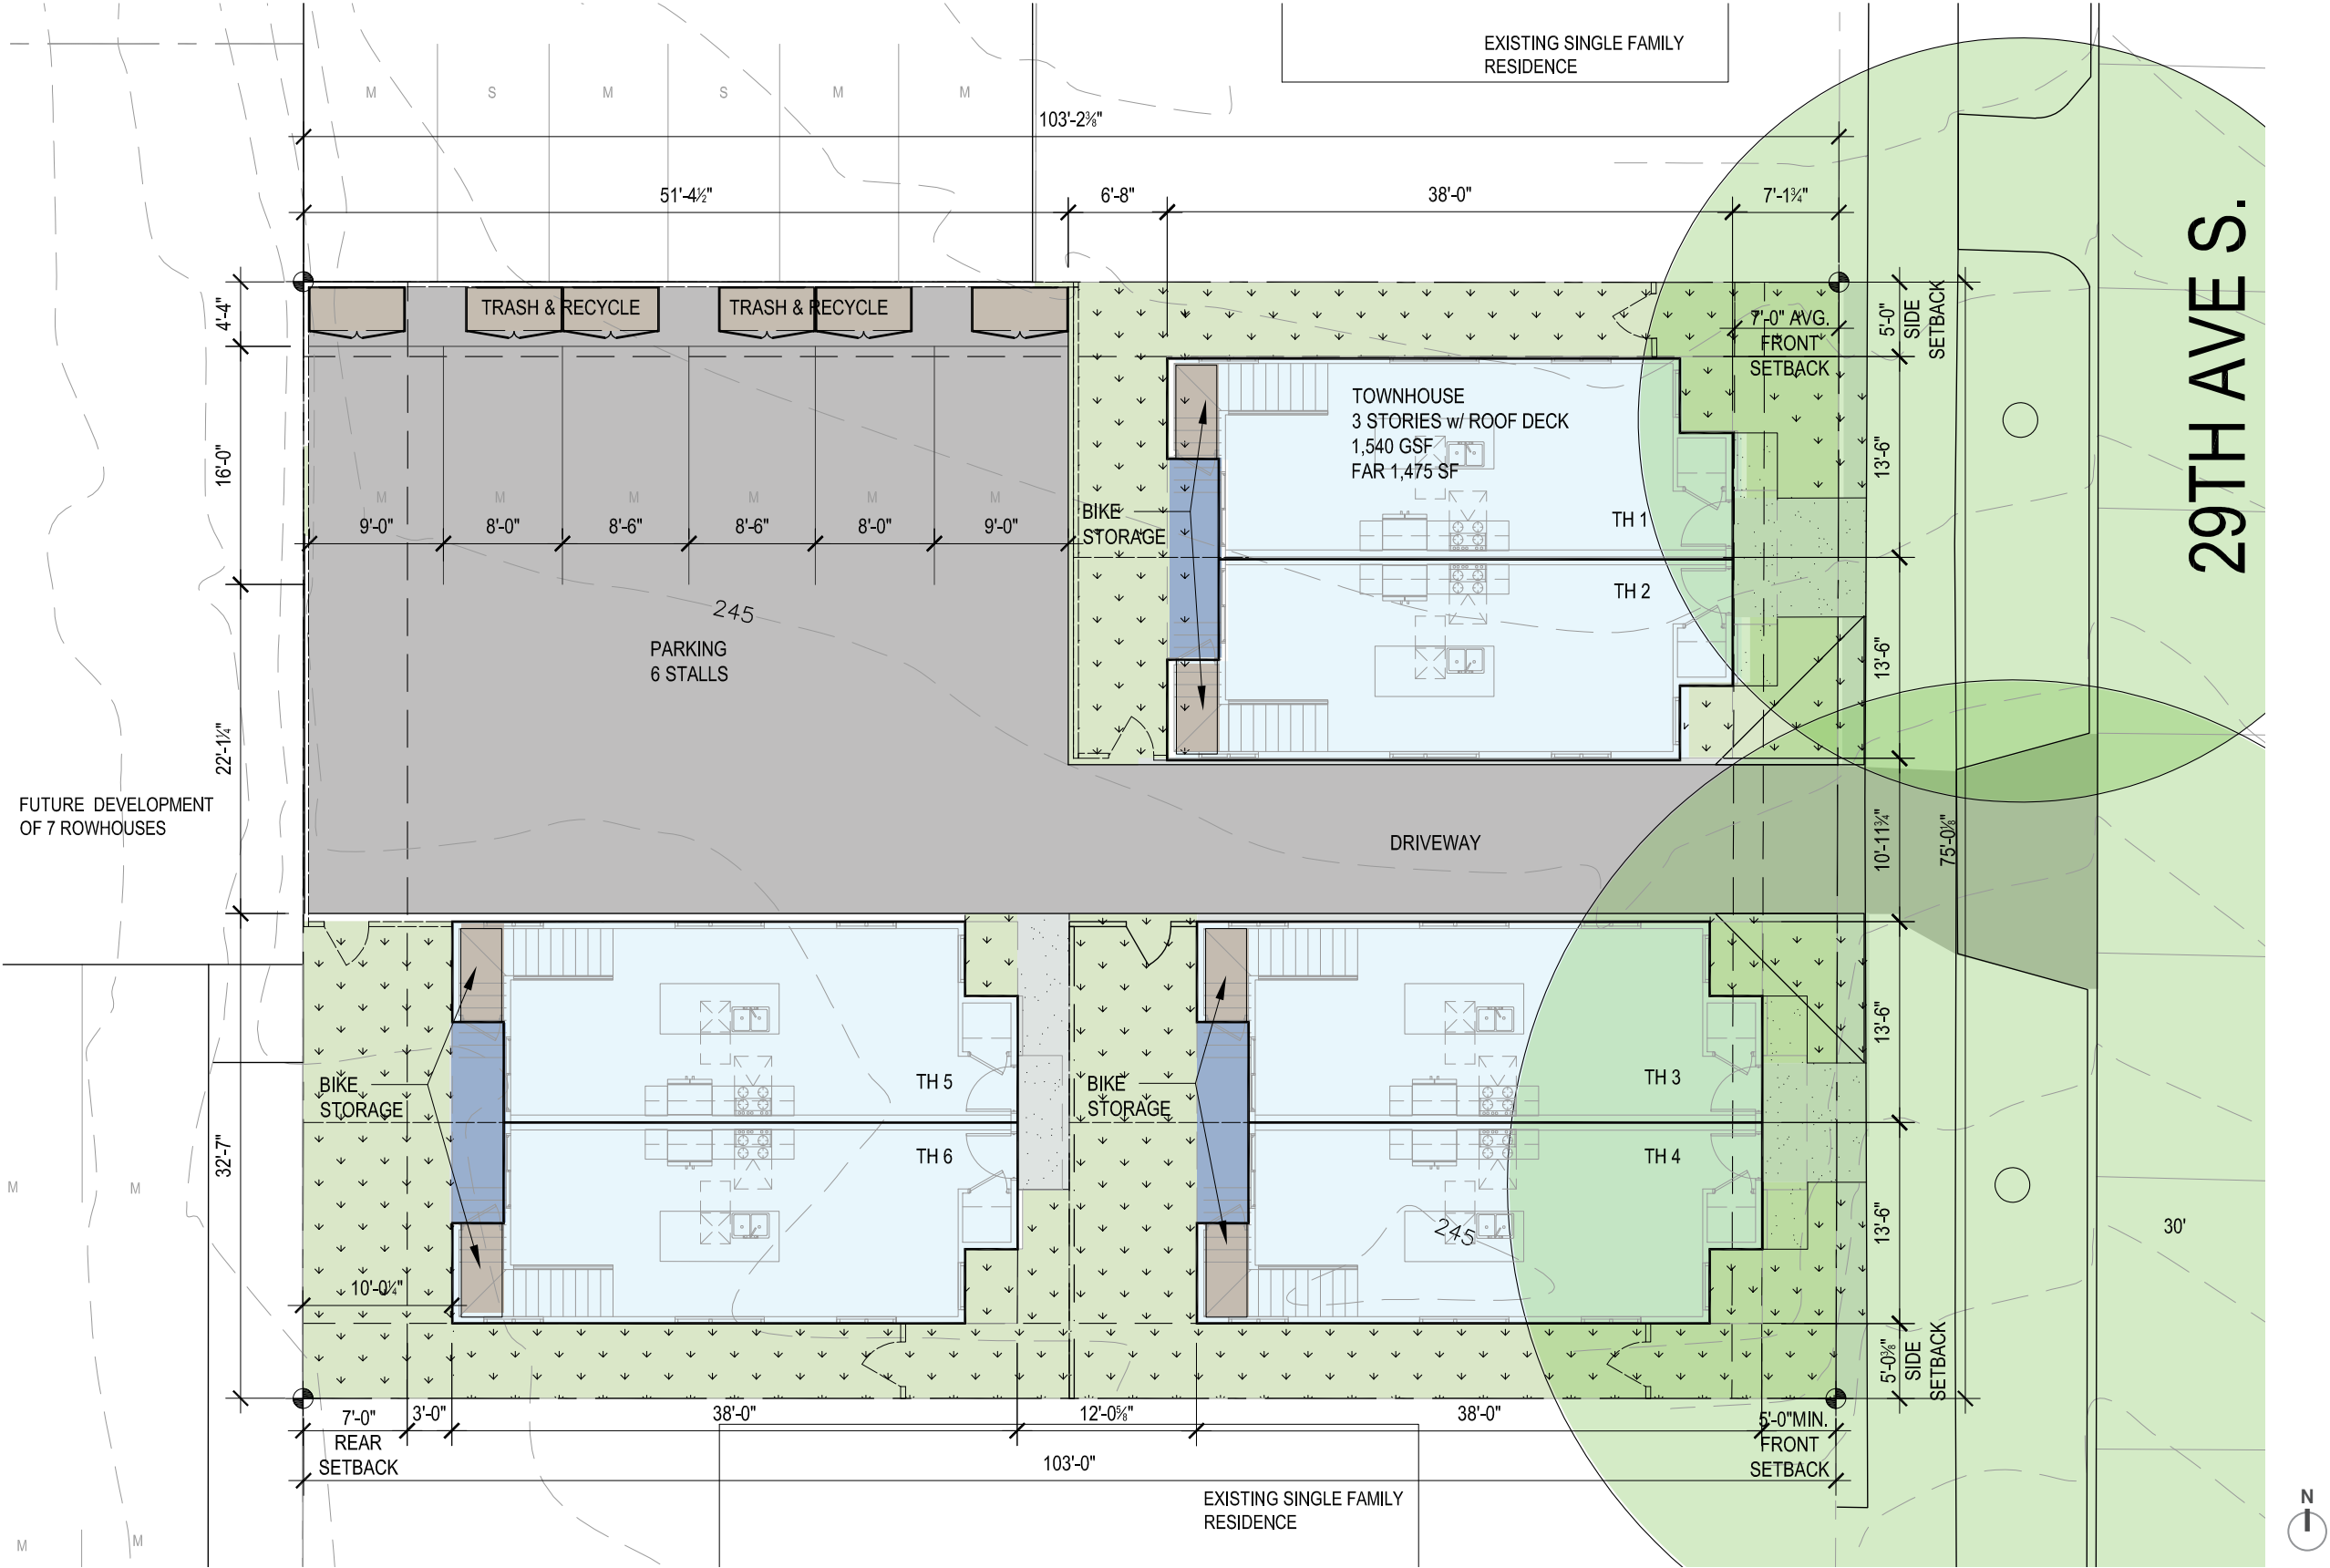 EXISTING SINGLE FAMILY
RESIDENCE
M
S
M
S
M
M
103'-2⅜"
51'-4½"
6'-8"
38'-0"
7'-1¾"
29TH AVE S.
4'-4"
TRASH & RECYCLE
TRASH & RECYCLE
5'-0"
SIDE
SETBACK
7'-0" AVG.
FRONT
SETBACK
TOWNHOUSE
3 STORIES w/ ROOF DECK
1,540 GSF
FAR 1,475 SF
16'-0"
13'-6"
M
M
M
M
M
M
9'-0"
8'-0"
8'-6"
8'-6"
8'-0"
9'-0"
BIKE
STORAGE
TH 1
TH 2
245
PARKING
6 STALLS
13'-6"
22'-1¼"
FUTURE DEVELOPMENT
OF 7 ROWHOUSES
DRIVEWAY
10'-11¾"
75'-0⅛"
13'-6"
BIKE
STORAGE
TH 5
BIKE
STORAGE
TH 3
32'-7"
TH 6
TH 4
M
M
13'-6"
30'
245
10'-0¼"
5'-0⅜"
SIDE
SETBACK
7'-0"
REAR
SETBACK
3'-0"
38'-0"
12'-0⅝"
38'-0"
5'-0"MIN.
FRONT
SETBACK
103'-0"
EXISTING SINGLE FAMILY
RESIDENCE
M
M
N